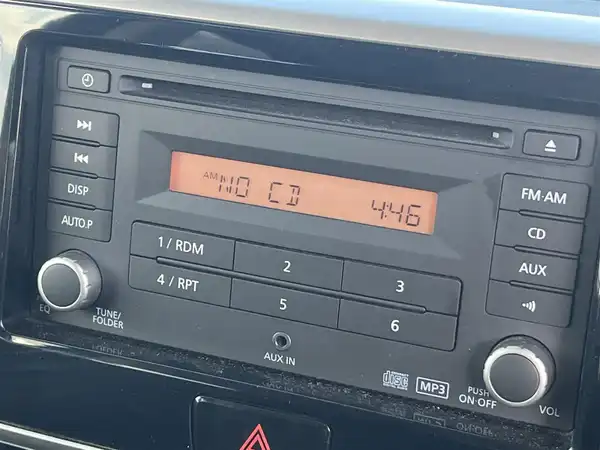 AM NO CD 4:46
DISP
AUTO.P
FM·AM
CD
AUX
1 / RDM
2
3
4 / RPT
5
6
EQ
TUNE/
FOLDER
AUX IN
disc
MP3
PUSH
ON·OFF
VOL